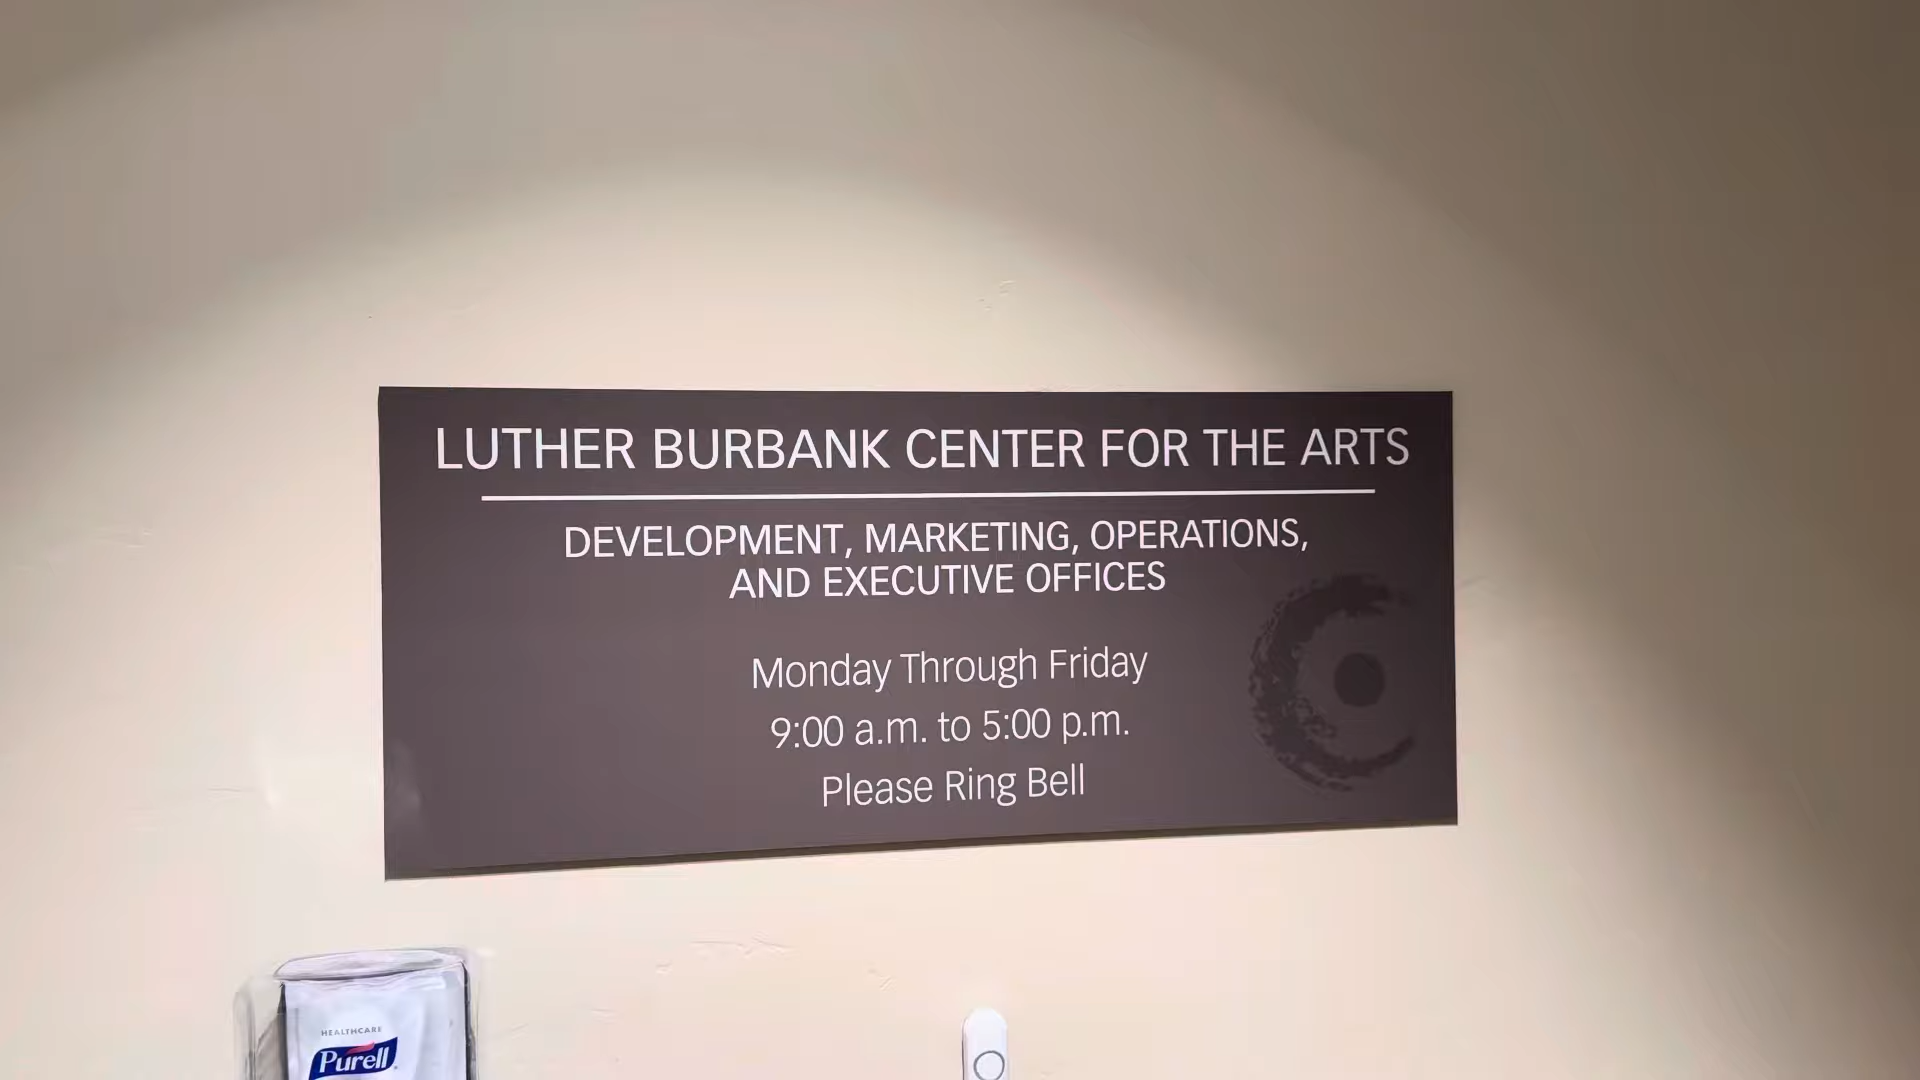 LUTHER BURBANK CENTER FOR THE ARTS
DEVELOPMENT, MARKETING, OPERATIONS,
AND EXECUTIVE OFFICES
Monday Through Friday
9:00 a.m. to 5:00 p.m.
Please Ring Bell
HEALTHCARE
Purell